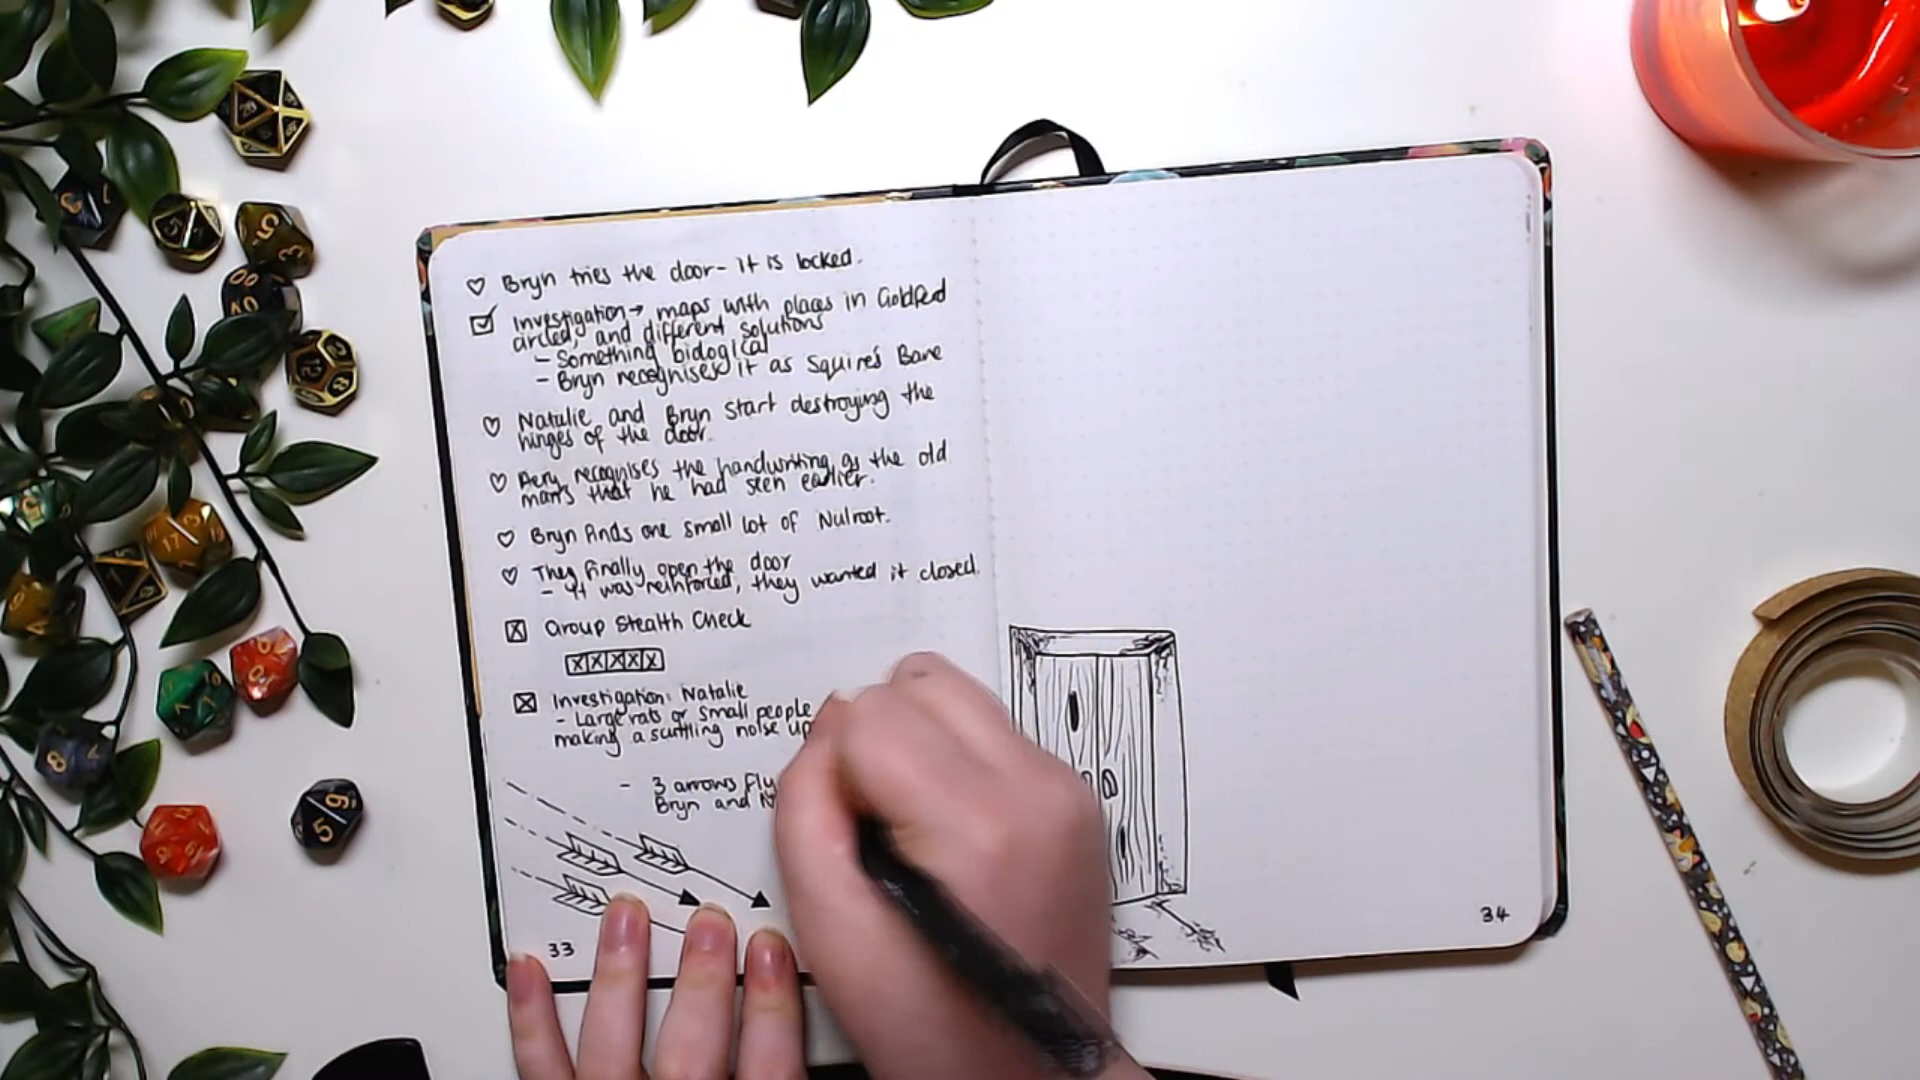 Bryn tries the door - it is locked.
Investigation → maps with places in Goldfend
circled, and different solutions
- Something biological
- Bryn recognises it as Squire's Bane
Natalie and Bryn start destroying the
hinges of the door.
recognises the handwriting as the old
man's that he had seen earlier.
Bryn finds one small lot of Nulroot.
They finally open the door
- It was reinforced, they wanted it closed.
Group Stealth Check
X X X X X
Investigation: Natalie
- Large rats or small people
making a scuttling noise up
- 3 arrows fly
Bryn and
33
34